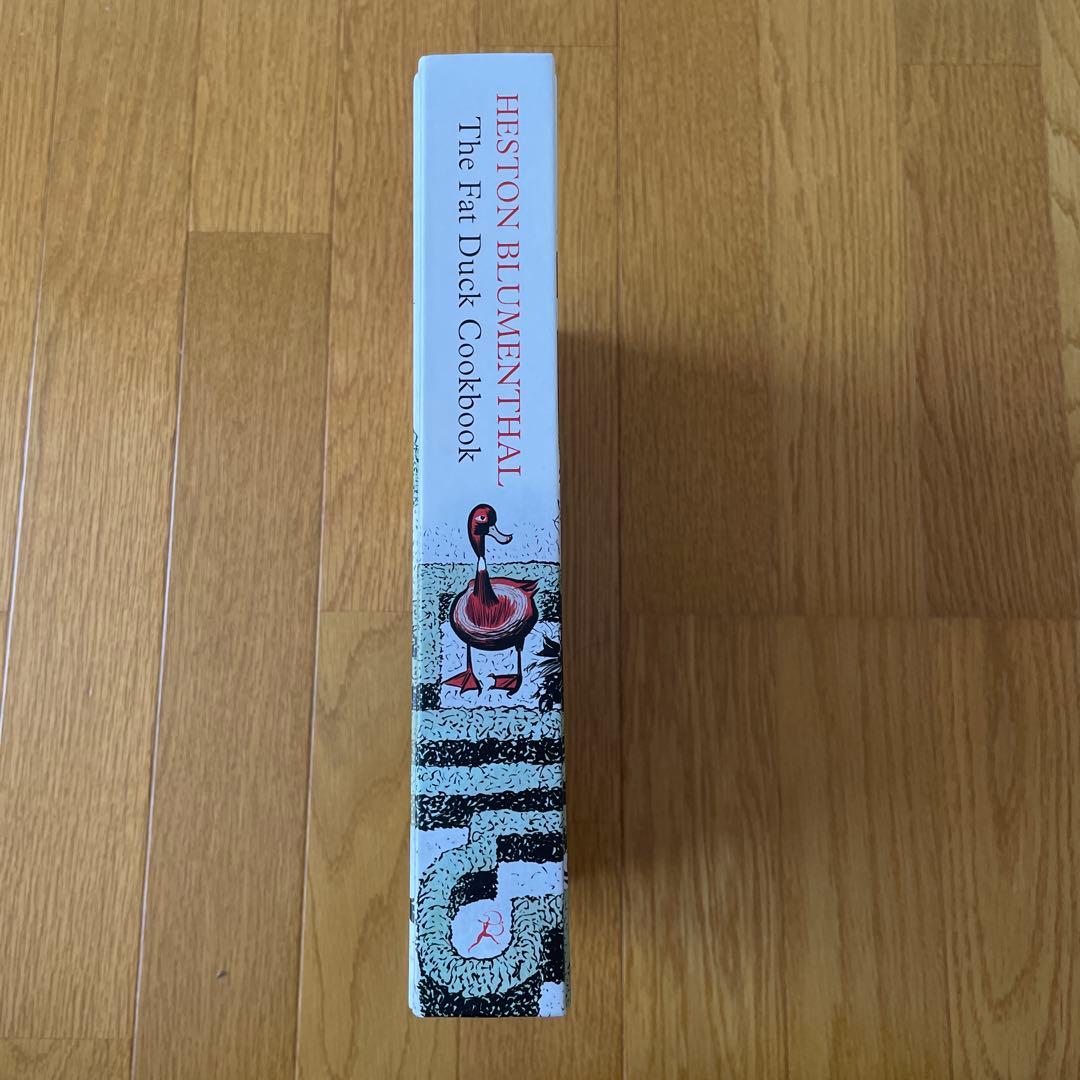 HESTON BLUMENTHAL
The Fat Duck Cookbook